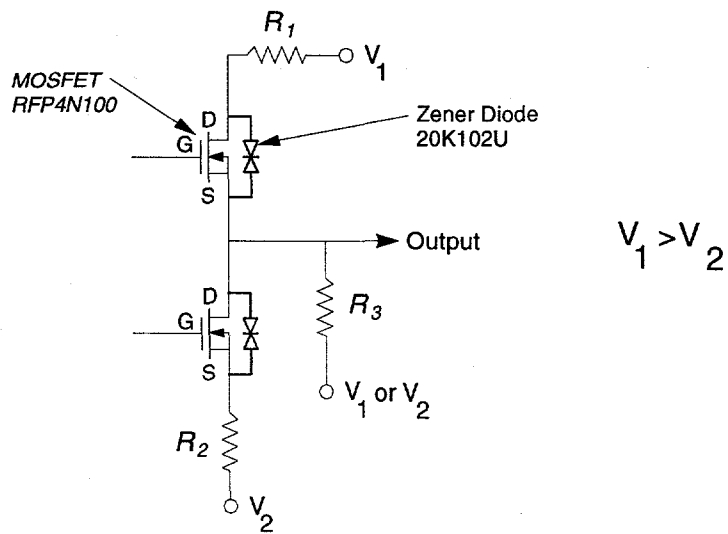 R1
V1
MOSFET
RFP4N100
D
Zener Diode
20K102U
G
S
Output
V1 >V2
D
G
R3
S
V1 or V2
R2
V2